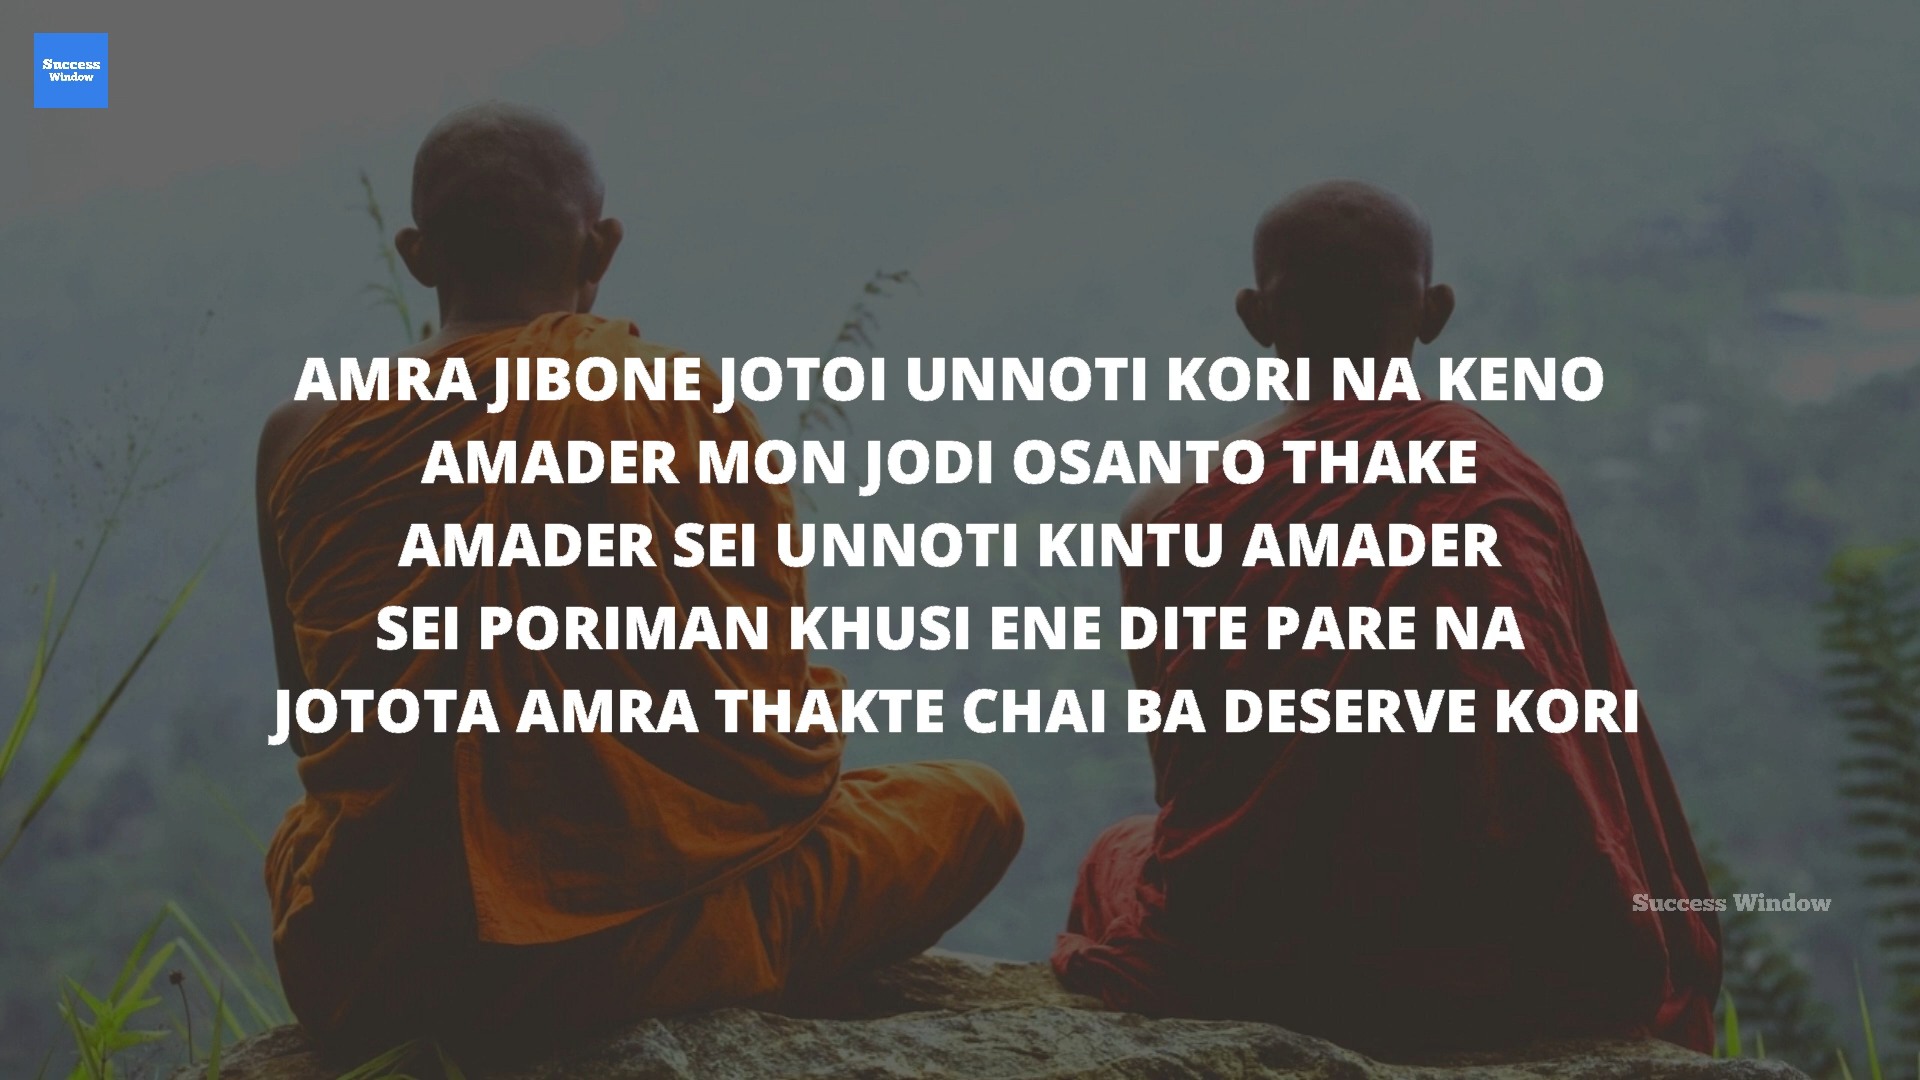 Success
Window
AMRA JIBONE JOTOI UNNOTI KORI NA KENO
AMADER MON JODI OSANTO THAKE
AMADER SEI UNNOTI KINTU AMADER
SEI PORIMAN KHUSI ENE DITE PARE NA
JOTOTA AMRA THAKTE CHAI BA DESERVE KORI
Success Window